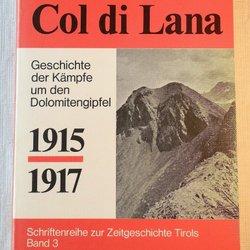 Col di Lana
Geschichte
der Kämpfe
um den
Dolomitengipfel
1915
1917
Schriftenreihe zur Zeitgeschichte Tirols
Band 3